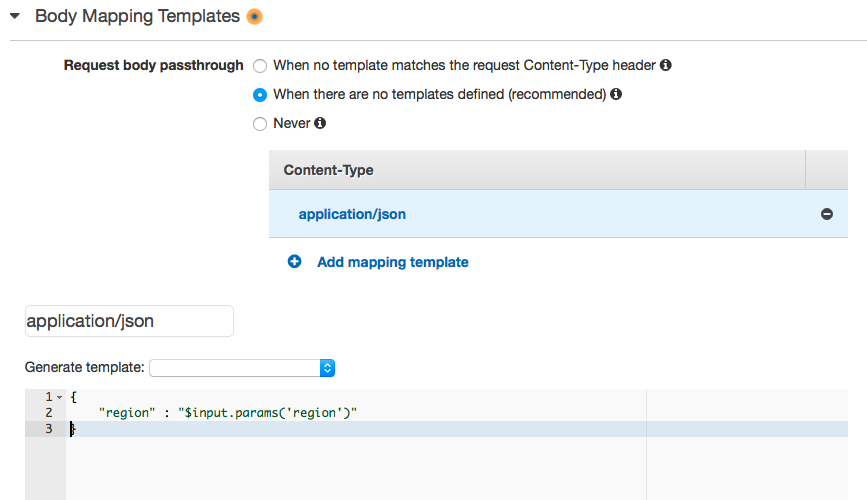 Body Mapping Templates
Request body passthrough
When no template matches the request Content-Type header
When there are no templates defined (recommended)
Never
Content-Type
application/json
Add mapping template
application/json
Generate template:
1 {
2 "region" : "$input.params('region')"
3 }